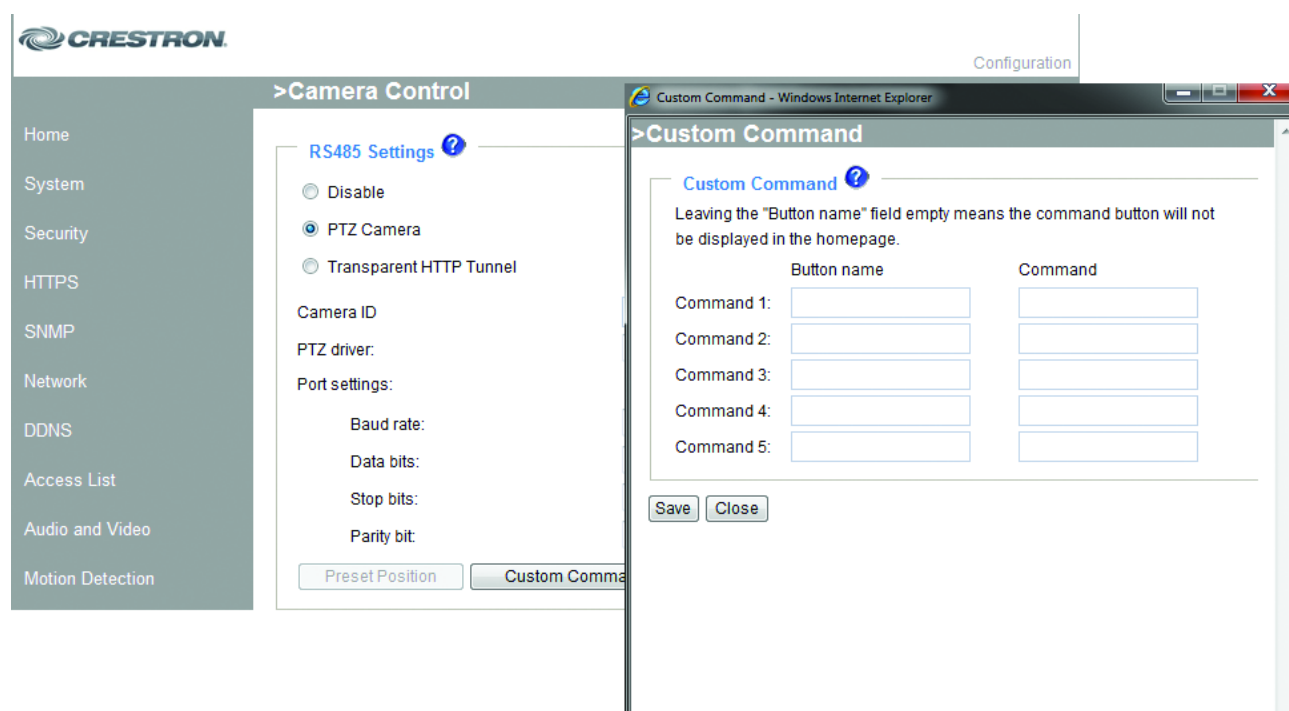 CRESTRON.
Configuration
>Camera Control
Home
System
Security
HTTPS
SNMP
Network
DDNS
Access List
Audio and Video
Motion Detection
RS485 Settings ?
Disable
PTZ Camera
Transparent HTTP Tunnel
Camera ID
PTZ driver:
Port settings:
Baud rate:
Data bits:
Stop bits:
Parity bit:
Preset Position
Custom Comma
Custom Command - Windows Internet Explorer
>Custom Command
Custom Command ?
Leaving the "Button name" field empty means the command button will not
be displayed in the homepage.
Button name Command
Command 1:
Command 2:
Command 3:
Command 4:
Command 5:
Save Close